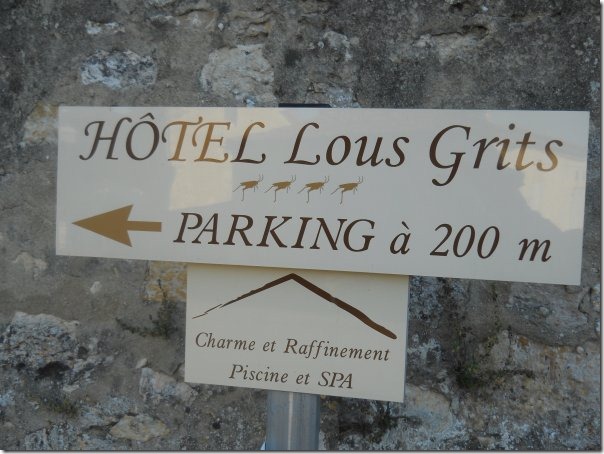 HÔTEL Lous Grits
PARKING à 200 m
Charme et Raffinement
Piscine et SPA